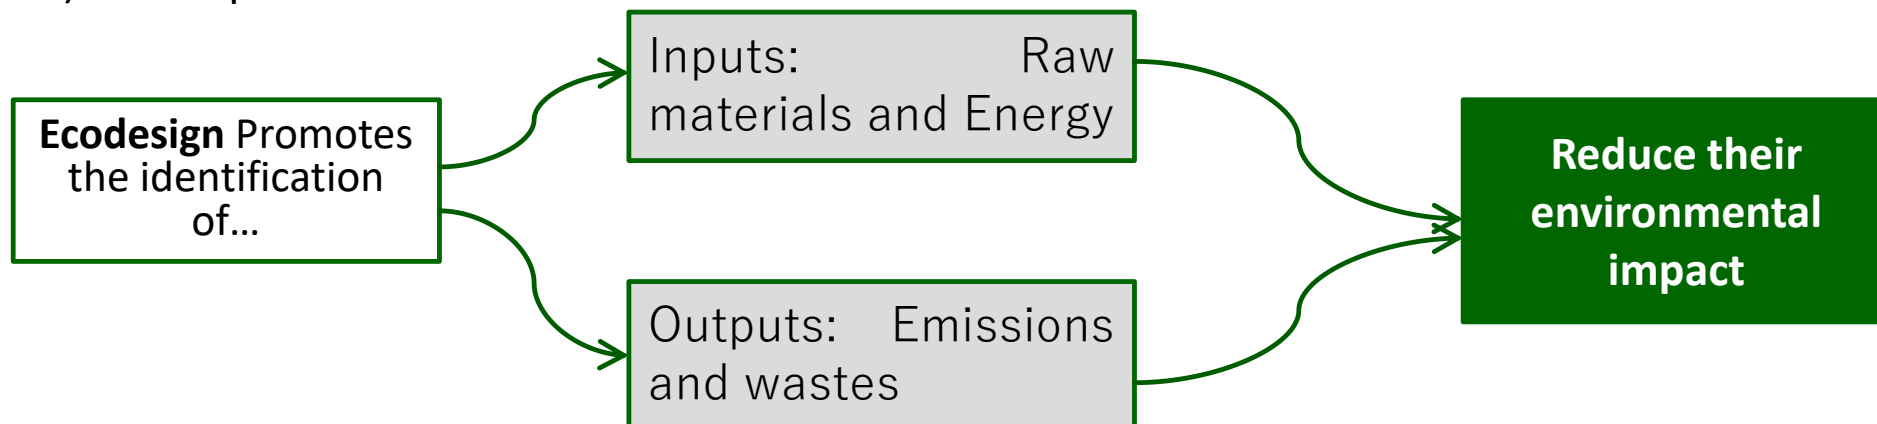 Ecodesign Promotes
the identification
of…
Inputs: Raw
materials and Energy
Outputs: Emissions
and wastes
Reduce their
environmental
impact